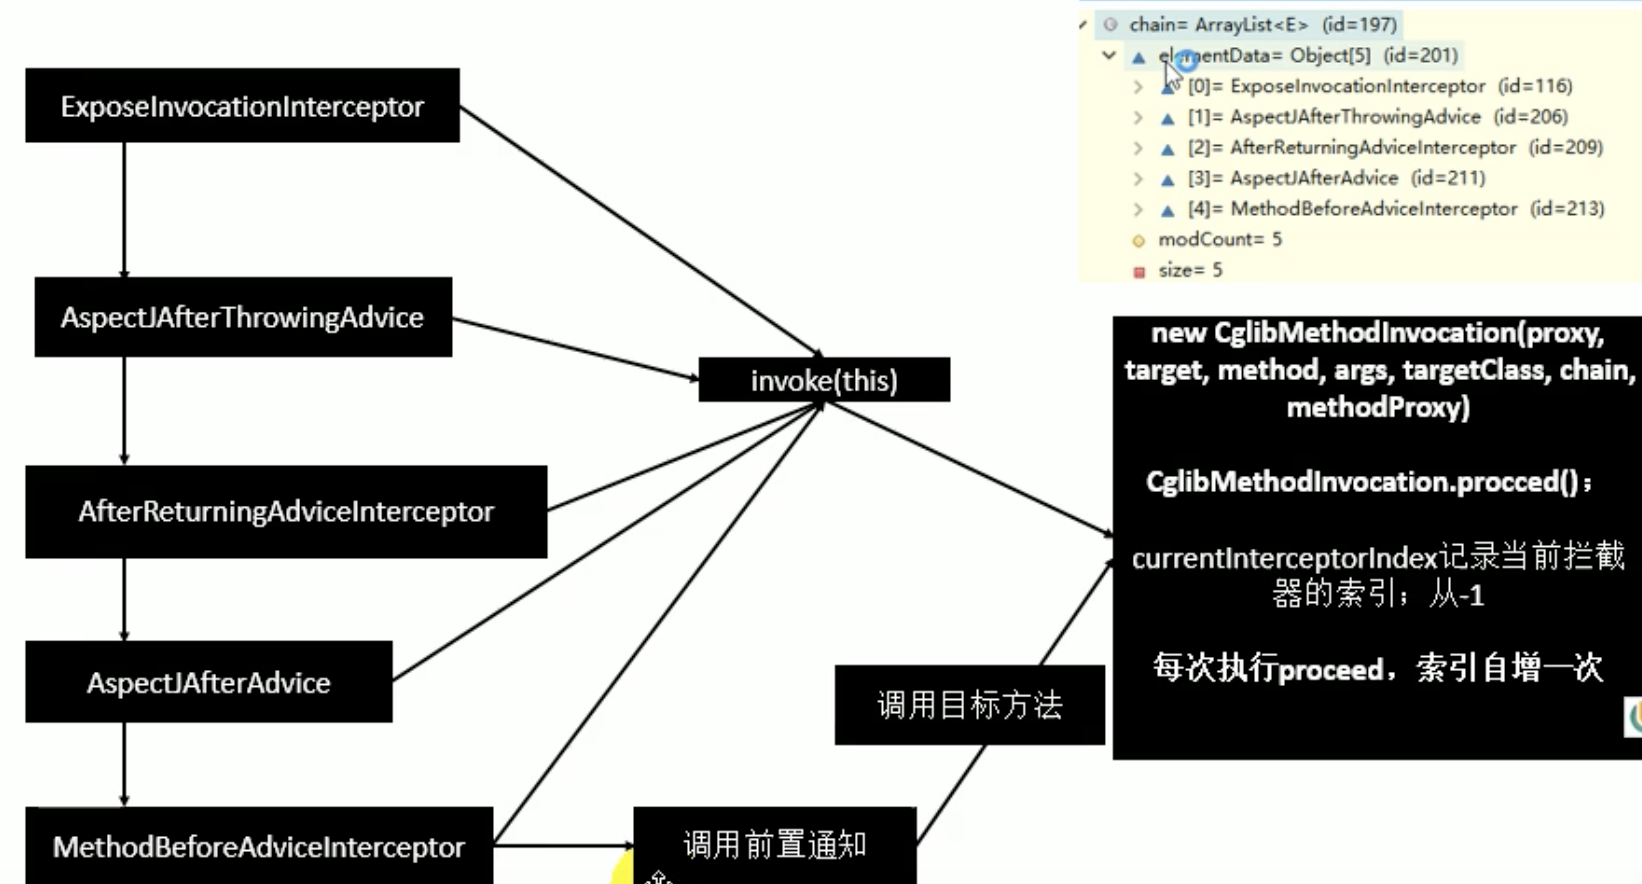 chain= ArrayList<E> (id=197)
elementData= Object[5] (id=201)
[0]= ExposeInvocationInterceptor (id=116)
[1]= AspectJAfterThrowingAdvice (id=206)
[2]= AfterReturningAdviceInterceptor (id=209)
[3]= AspectJAfterAdvice (id=211)
[4]= MethodBeforeAdviceInterceptor (id=213)
modCount= 5
size= 5
ExposeInvocationInterceptor
AspectJAfterThrowingAdvice
AfterReturningAdviceInterceptor
AspectJAfterAdvice
MethodBeforeAdviceInterceptor
invoke(this)
调用前置通知
调用目标方法
new CglibMethodInvocation(proxy,
target, method, args, targetClass, chain,
methodProxy)
CglibMethodInvocation.procced()；
currentInterceptorIndex记录当前拦截
器的索引；从-1
每次执行proceed，索引自增一次